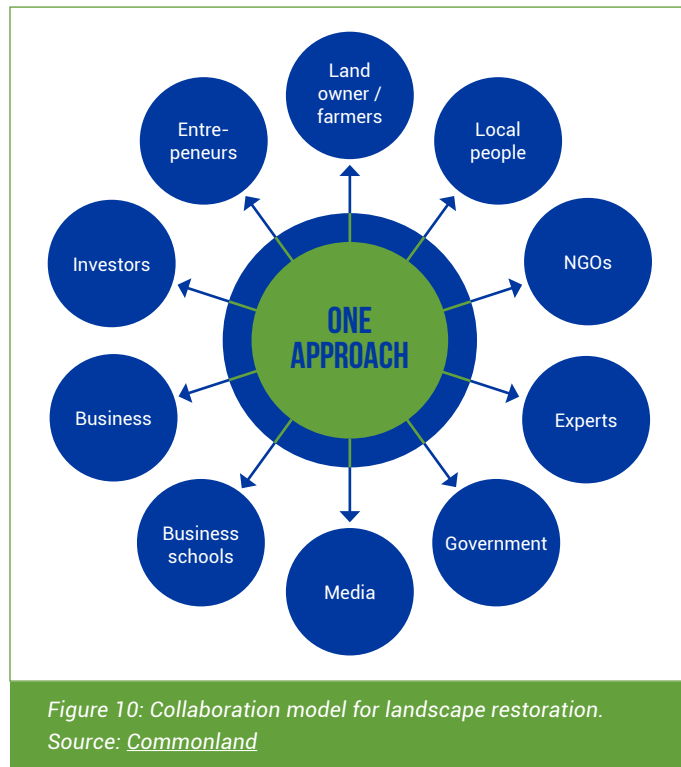 Land
owner /
farmers
Local
people
NGOs
Experts
Government
Media
Business
schools
Business
Investors
Entre-
peneurs
ONE
APPROACH
Figure 10: Collaboration model for landscape restoration.
Source: Commonland